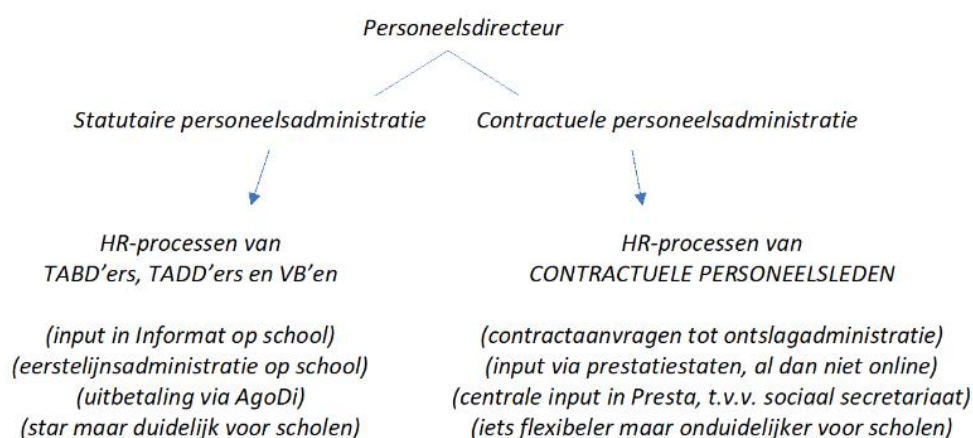 Personeelsdirecteur
Statutaire personeelsadministratie
Contractuele personeelsadministratie
HR-processen van
TABD'ers, TADD'ers en VB'en
(input in Informat op school)
(eerstelijnsadministratie op school)
(uitbetaling via AgoDi)
(star maar duidelijk voor scholen)
HR-processen van
CONTRACTUELE PERSONEELSLEDEN
(contractaanvragen tot ontslagadministratie)
(input via prestatiestaten, al dan niet online)
(centrale input in Presta, t.v.v. sociaal secretariaat)
(iets flexibeler maar onduidelijker voor scholen)